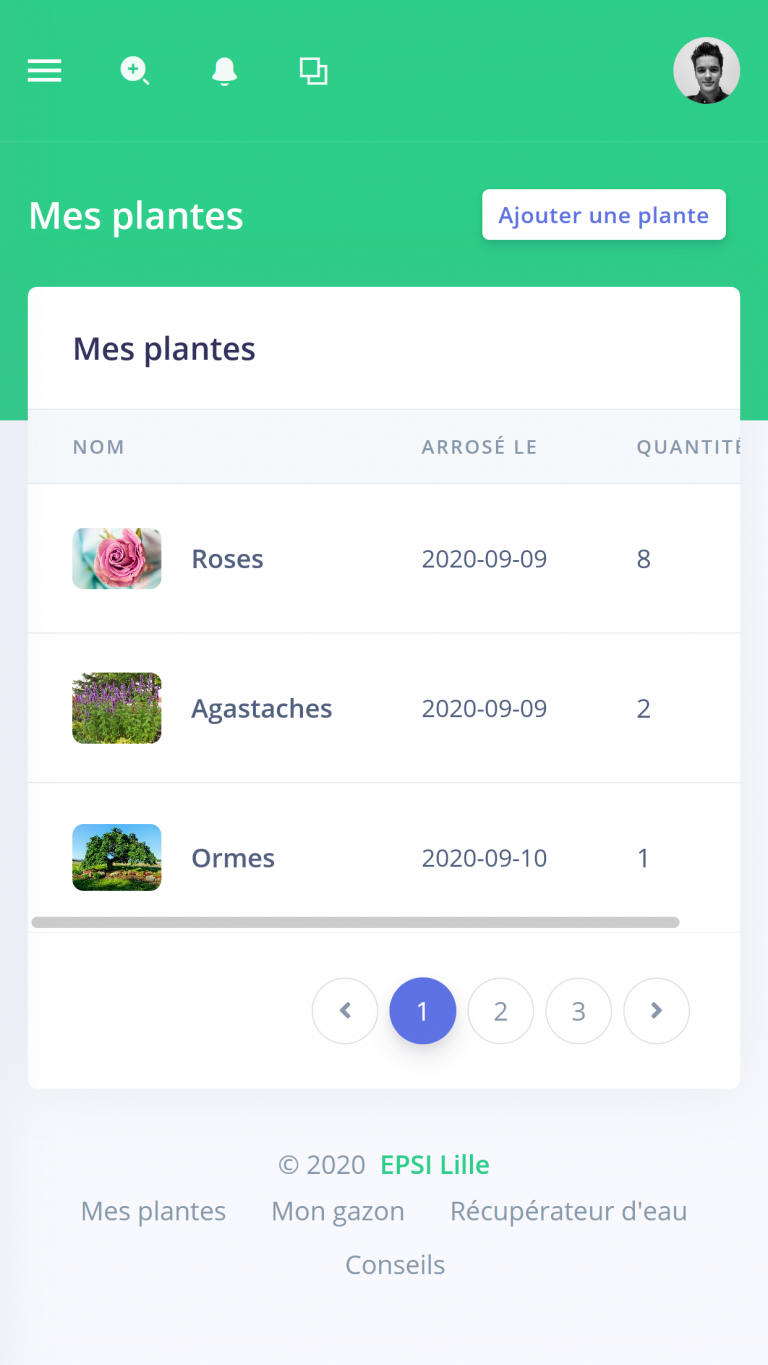 Mes plantes
Ajouter une plante
Mes plantes
NOM ARROSÉ LE QUANTITÉ
Roses 2020-09-09 8
Agastaches 2020-09-09 2
Ormes 2020-09-10 1
1 2 3
© 2020 EPSI Lille
Mes plantes Mon gazon Récupérateur d'eau
Conseils